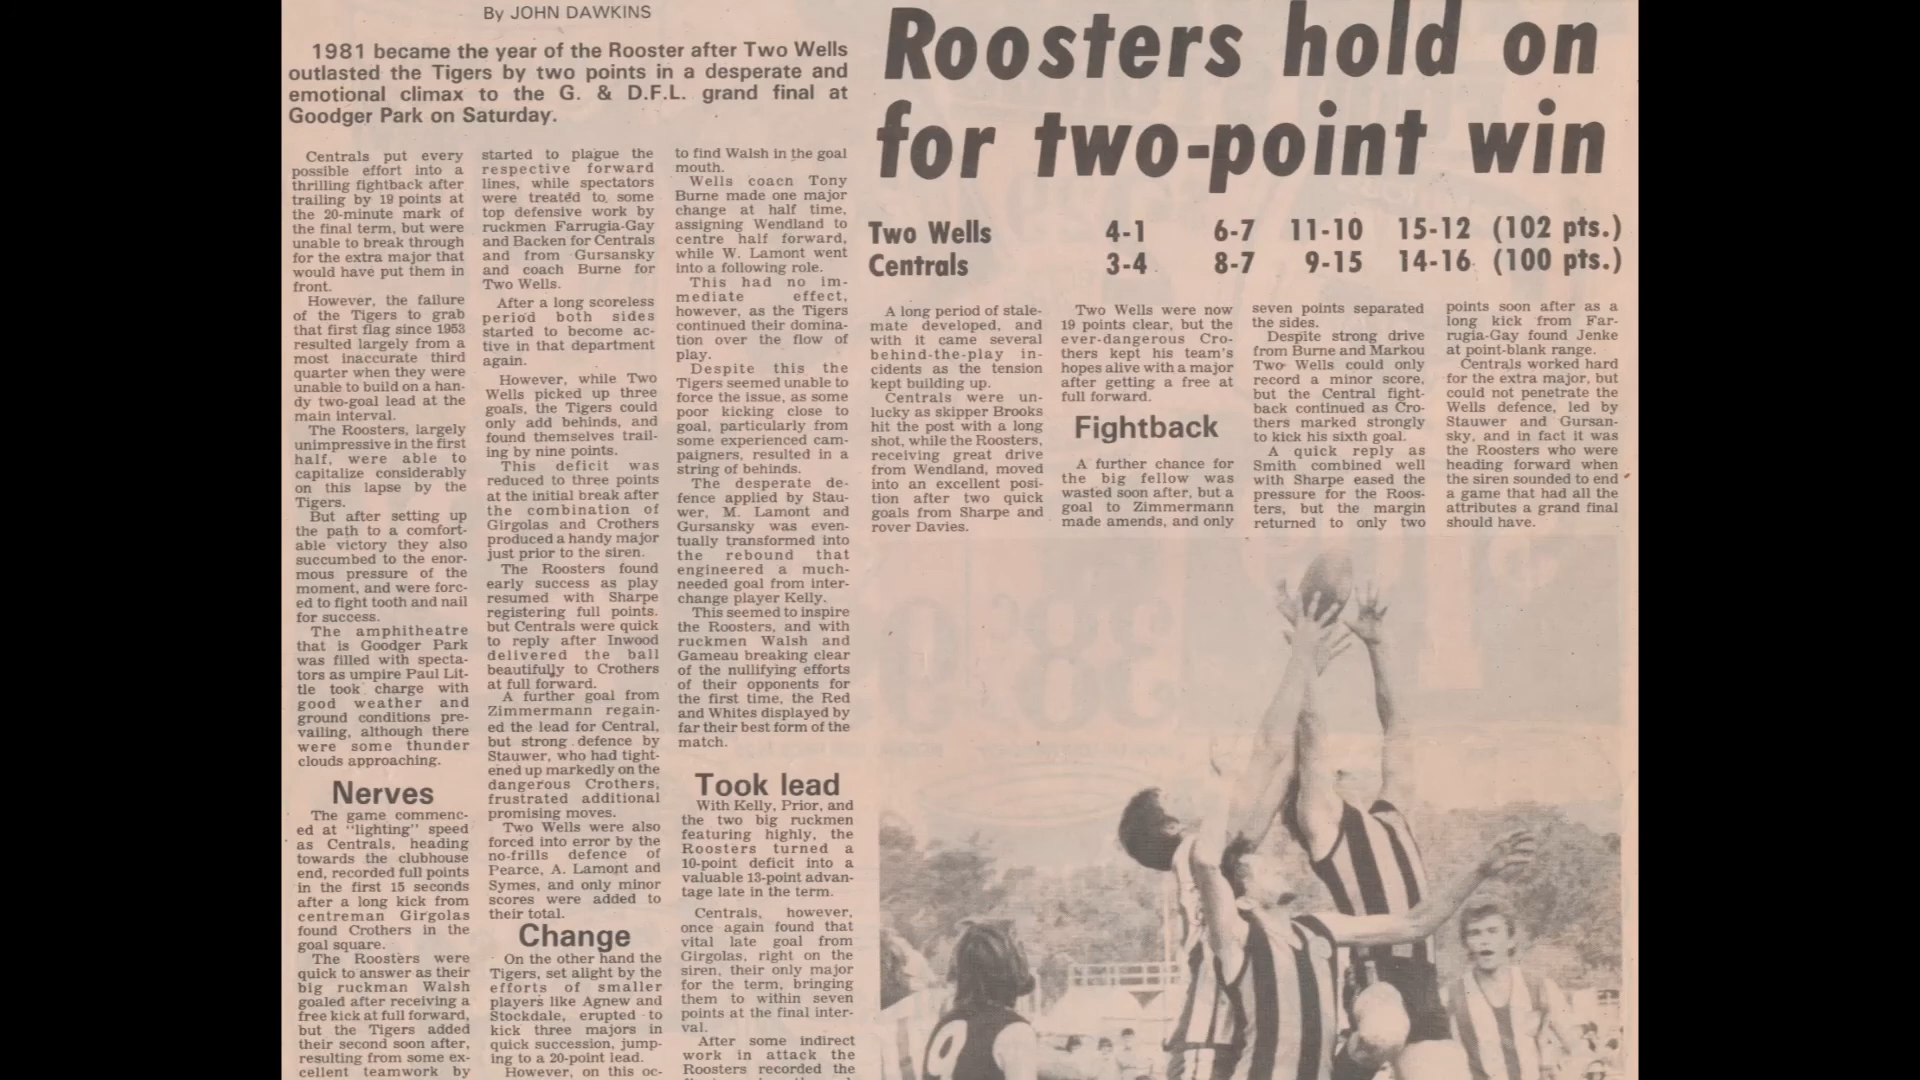 By JOHN DAWKINS
1981 became the year of the Rooster after Two Wells
outlasted the Tigers by two points in a desperate and
emotional climax to the G. & D.F.L. grand final at
Goodger Park on Saturday.
Roosters hold on
for two-point win
Two Wells 4-1 6-7 11-10 15-12 (102 pts.)
Centrals 3-4 8-7 9-15 14-16 (100 pts.)
Centrals put every
possible effort into a
thrilling fightback after
trailing by 19 points at
the 20-minute mark of
the final term, but were
unable to break through
for the extra major that
would have put them in
front.
However, the failure
of the Tigers to grab
that first flag since 1953
resulted largely from a
most inaccurate third
quarter when they were
unable to build on a han-
dy two-goal lead at the
main interval.
The Roosters, largely
unimpressive in the first
half, were able to
capitalize considerably
on this lapse by the
Tigers.
But after setting up
the path to a comfort-
able victory they also
succumbed to the enor-
mous pressure of the
moment, and were forc-
ed to fight tooth and nail
for success.
The amphitheatre
that is Goodger Park
was filled with specta-
tors as umpire Paul Lit-
tle took charge with
good weather and
ground conditions pre-
vailing, although there
were some thunder
clouds approaching.
Nerves
The game commenc-
ed at "lighting" speed
as Centrals, heading
towards the clubhouse
end, recorded full points
in the first 15 seconds
after a long kick from
centreman Girgolas
found Crothers in the
goal square.
The Roosters were
quick to answer as their
big ruckman Walsh
goaled after receiving a
free kick at full forward,
but the Tigers added
their second soon after,
resulting from some ex-
cellent teamwork by
started to plague the
respective forward
lines, while spectators
were treated to some
top defensive work by
ruckmen Farrugia-Gay
and Backen for Centrals
and from Gursansky
and coach Burne for
Two Wells.
After a long scoreless
period both sides
started to become ac-
tive in that department
again.
However, while Two
Wells picked up three
goals, the Tigers could
only add behinds, and
found themselves trail-
ing by nine points.
This deficit was
reduced to three points
at the initial break after
the combination of
Girgolas and Crothers
produced a handy major
just prior to the siren.
The Roosters found
early success as play
resumed with Sharpe
registering full points.
but Centrals were quick
to reply after Inwood
delivered the ball
beautifully to Crothers
at full forward.
A further goal from
Zimmermann regain-
ed the lead for Central,
but strong defence by
Stauwer, who had tight-
ened up markedly on the
dangerous Crothers,
frustrated additional
promising moves.
Two Wells were also
forced into error by the
no-frills defence of
Pearce, A. Lamont and
Symes, and only minor
scores were added to
their total.
Change
On the other hand the
Tigers, set alight by the
efforts of smaller
players like Agnew and
Stockdale, erupted to
kick three majors in
quick succession, jump-
ing to a 20-point lead.
However, on this oc-
to find Walsh in the goal
mouth.
Wells coach Tony
Burne made one major
change at half time,
assigning Wendland to
centre half forward,
while W. Lamont went
into a following role.
This had no im-
mediate effect,
however, as the Tigers
continued their domina-
tion over the flow of
play.
Despite this the
Tigers seemed unable to
force the issue, as some
poor kicking close to
goal, particularly from
some experienced cam-
paigners, resulted in a
string of behinds.
The desperate de-
fence applied by Stau-
wer, M. Lamont and
Gursansky was even-
tually transformed into
the rebound that
engineered a much-
needed goal from inter-
change player Kelly.
This seemed to inspire
the Roosters, and with
ruckmen Walsh and
Gameau breaking clear
of the nullifying efforts
of their opponents for
the first time, the Red
and Whites displayed by
far their best form of the
match.
Took lead
With Kelly, Prior, and
the two big ruckmen
featuring highly, the
Roosters turned a
10-point deficit into a
valuable 13-point advan-
tage late in the term.
Centrals, however,
once again found that
vital late goal from
Girgolas, right on the
siren, their only major
for the term, bringing
them to within seven
points at the final inter-
val.
After some indirect
work in attack the
Roosters recorded the
A long period of stale-
mate developed, and
with it came several
behind-the-play in-
cidents as the tension
kept building up.
Centrals were un-
lucky as skipper Brooks
hit the post with a long
shot, while the Roosters,
receiving great drive
from Wendland, moved
into an excellent posi-
tion after two quick
goals from Sharpe and
rover Davies.
Two Wells were now
19 points clear, but the
ever-dangerous Cro-
thers kept his team's
hopes alive with a major
after getting a free at
full forward.
Fightback
A further chance for
the big fellow was
wasted soon after, but a
goal to Zimmermann
made amends, and only
seven points separated
the sides.
Despite strong drive
from Burne and Markou
Two Wells could only
record a minor score,
but the Central fight-
back continued as Cro-
thers marked strongly
to kick his sixth goal.
A quick reply as
Smith combined well
with Sharpe eased the
pressure for the Roos-
ters, but the margin
returned to only two
points soon after as a
long kick from Far-
rugia-Gay found Jenke
at point-blank range.
Centrals worked hard
for the extra major, but
could not penetrate the
Wells defence, led by
Stauwer and Gursan-
sky, and in fact it was
the Roosters who were
heading forward when
the siren sounded to end
a game that had all the
attributes a grand final
should have.
9